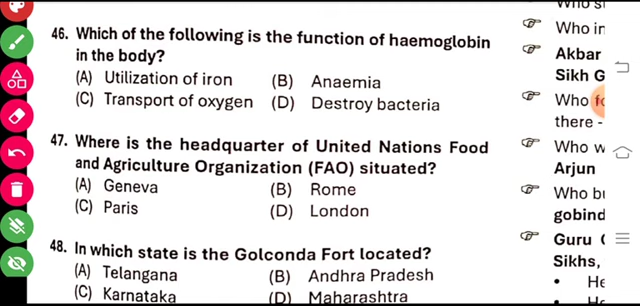 46. Which of the following is the function of haemoglobin
in the body?
(A) Utilization of iron (B) Anaemia
(C) Transport of oxygen (D) Destroy bacteria
47. Where is the headquarter of United Nations Food
and Agriculture Organization (FAO) situated?
(A) Geneva (B) Rome
(C) Paris (D) London
48. In which state is the Golconda Fort located?
(A) Telangana (B) Andhra Pradesh
(C) Karnataka (D) Maharashtra
Who in
Akbar
Sikh G
Who
there -
Who w
Arjun
Who
gobind
Guru
Sikhs,
• He